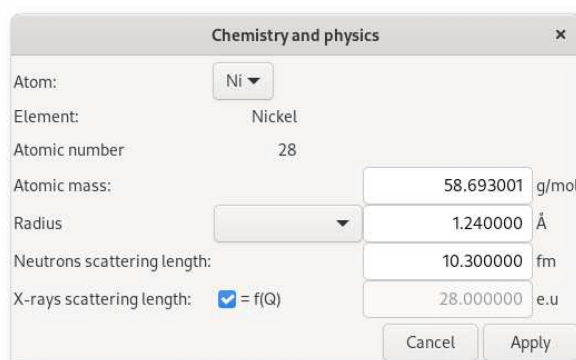 Chemistry and physics ×
Atom: Ni
Element: Nickel
Atomic number 28
Atomic mass: 58.693001 g/mol
Radius 1.240000 Å
Neutrons scattering length: 10.300000 fm
X-rays scattering length: = f(Q) 28.000000 e.u
Cancel Apply